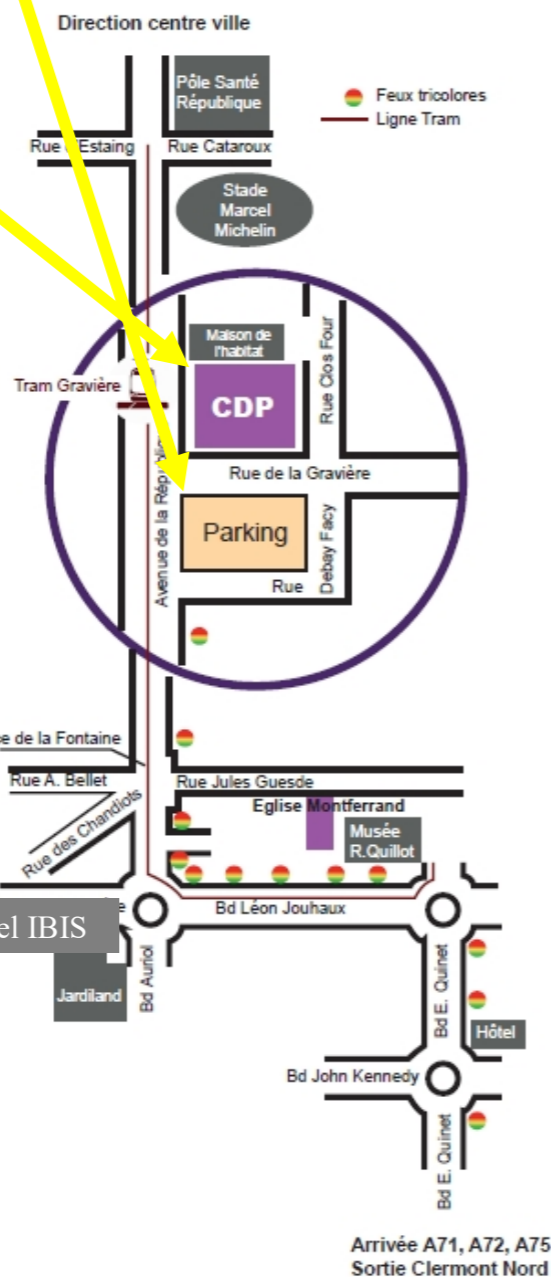 Direction centre ville
Pôle Santé
République
Feux tricolores
Ligne Tram
Rue d'Estaing
Rue Cataroux
Stade
Marcel
Michelin
Maison de
l'habitat
Rue Clos Four
Tram Gravière
CDP
Rue de la Gravière
Avenue de la République
Parking
Debay Facy
Rue
de la Fontaine
Rue A. Bellet
Rue Jules Guesde
Rue des Chandiots
Eglise Montferrand
Musée
R.Quillot
Bd Léon Jouhaux
IBIS
Jardiland
Bd Auriol
Bd E. Quinet
Hôtel
Bd John Kennedy
Bd E. Quinet
Arrivée A71, A72, A75
Sortie Clermont Nord